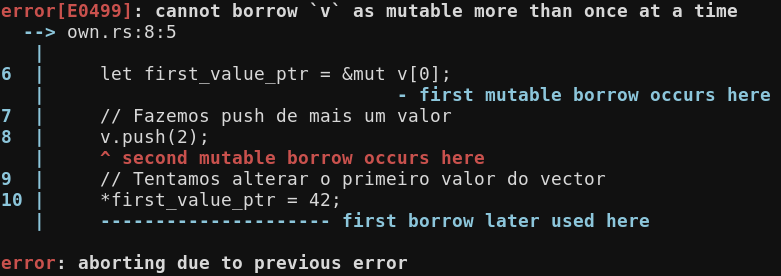 error[E0499]: cannot borrow `v` as mutable more than once at a time
  --> own.rs:8:5
   |
6  |     let first_value_ptr = &mut v[0];
   |                                - first mutable borrow occurs here
7  |     // Fazemos push de mais um valor
8  |     v.push(2);
   |     ^ second mutable borrow occurs here
9  |     // Tentamos alterar o primeiro valor do vector
10 |     *first_value_ptr = 42;
   |     --------------------- first borrow later used here

error: aborting due to previous error